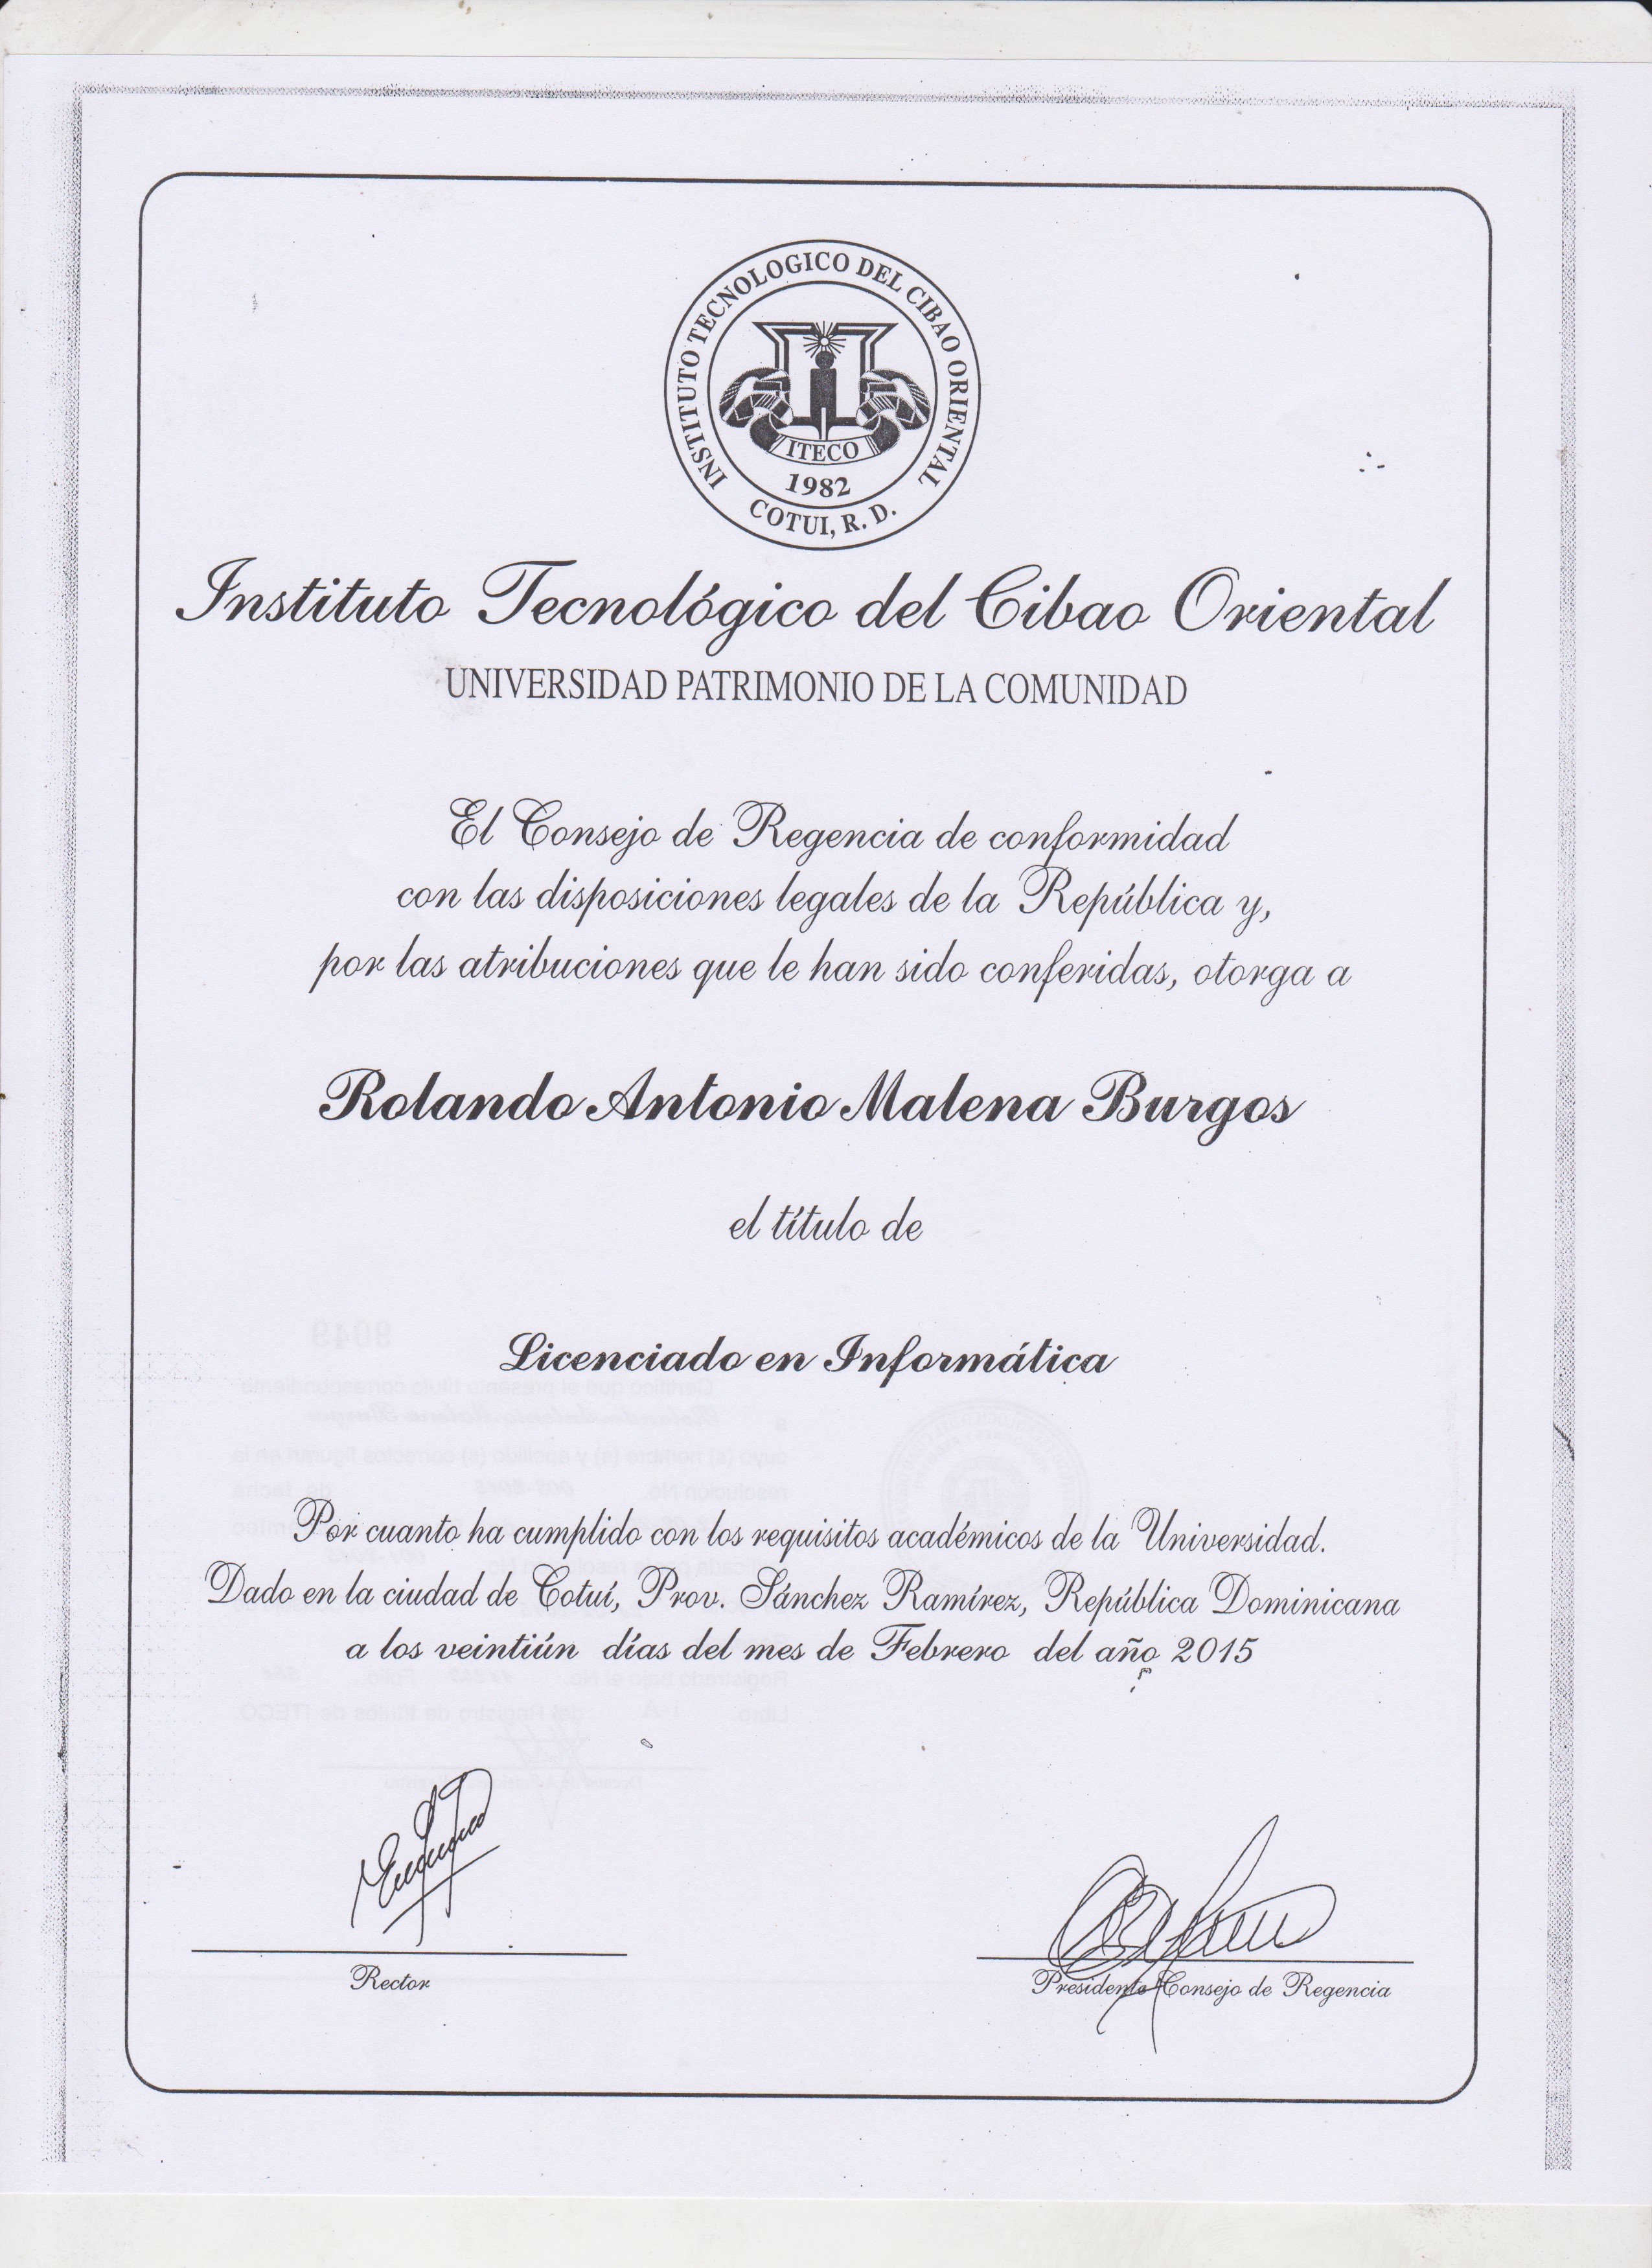 INSTITUTO TECNOLOGICO DEL CIBAO ORIENTAL
ITECO
1982
COTUI, R. D.
Instituto Tecnológico del Cibao Oriental
UNIVERSIDAD PATRIMONIO DE LA COMUNIDAD
El Consejo de Regencia de conformidad
con las disposiciones legales de la República y,
por las atribuciones que le han sido conferidas, otorga a
Rolando Antonio Malena Burgos
el título de
Licenciado en Informática
Por cuanto ha cumplido con los requisitos académicos de la Universidad.
Dado en la ciudad de Cotuí, Prov. Sánchez Ramírez, República Dominicana
a los veintiún días del mes de Febrero del año 2015
Rector
Presidente Consejo de Regencia